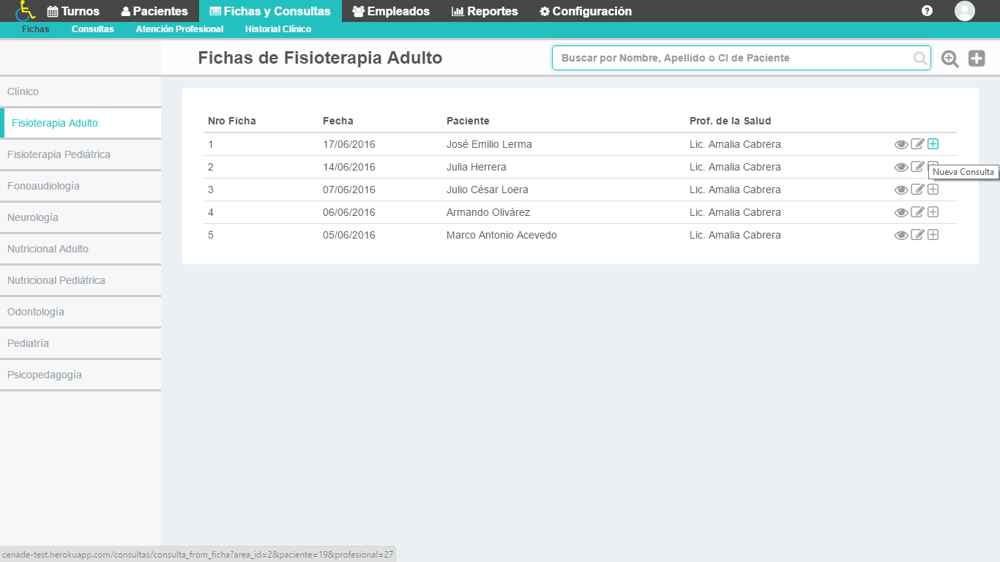 Turnos Pacientes Fichas y Consultas Empleados Reportes Configuración
Fichas Consultas Atención Profesional Historial Clínico
Fichas de Fisioterapia Adulto Buscar por Nombre, Apellido o CI de Paciente
Clínico
Fisioterapia Adulto
Fisioterapia Pediátrica
Fonoaudiología
Neurología
Nutricional Adulto
Nutricional Pediátrica
Odontología
Pediatría
Psicopedagogía
Nro Ficha Fecha Paciente Prof. de la Salud
1 17/06/2016 José Emilio Lerma Lic. Amalia Cabrera
2 14/06/2016 Julia Herrera Lic. Amalia Cabrera
Nueva Consulta
3 07/06/2016 Julio César Loera Lic. Amalia Cabrera
4 06/06/2016 Armando Olivárez Lic. Amalia Cabrera
5 05/06/2016 Marco Antonio Acevedo Lic. Amalia Cabrera
cenade-test.herokuapp.com/consultas/consulta_from_ficha?area_id=2&paciente=19&profesional=27